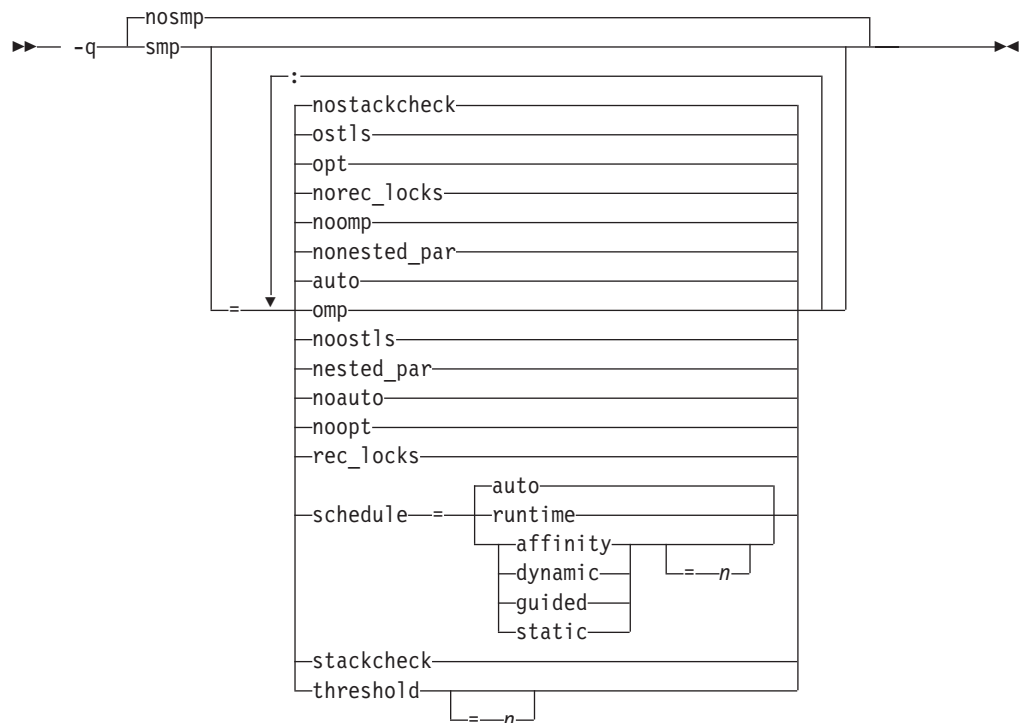 nosmp
-q smp
:
nostackcheck
ostls
opt
norec_locks
noomp
nonested_par
auto
= omp
noostls
nested_par
noauto
noopt
rec_locks
auto
schedule = runtime
affinity
= n
dynamic
guided
static
stackcheck
threshold
= n